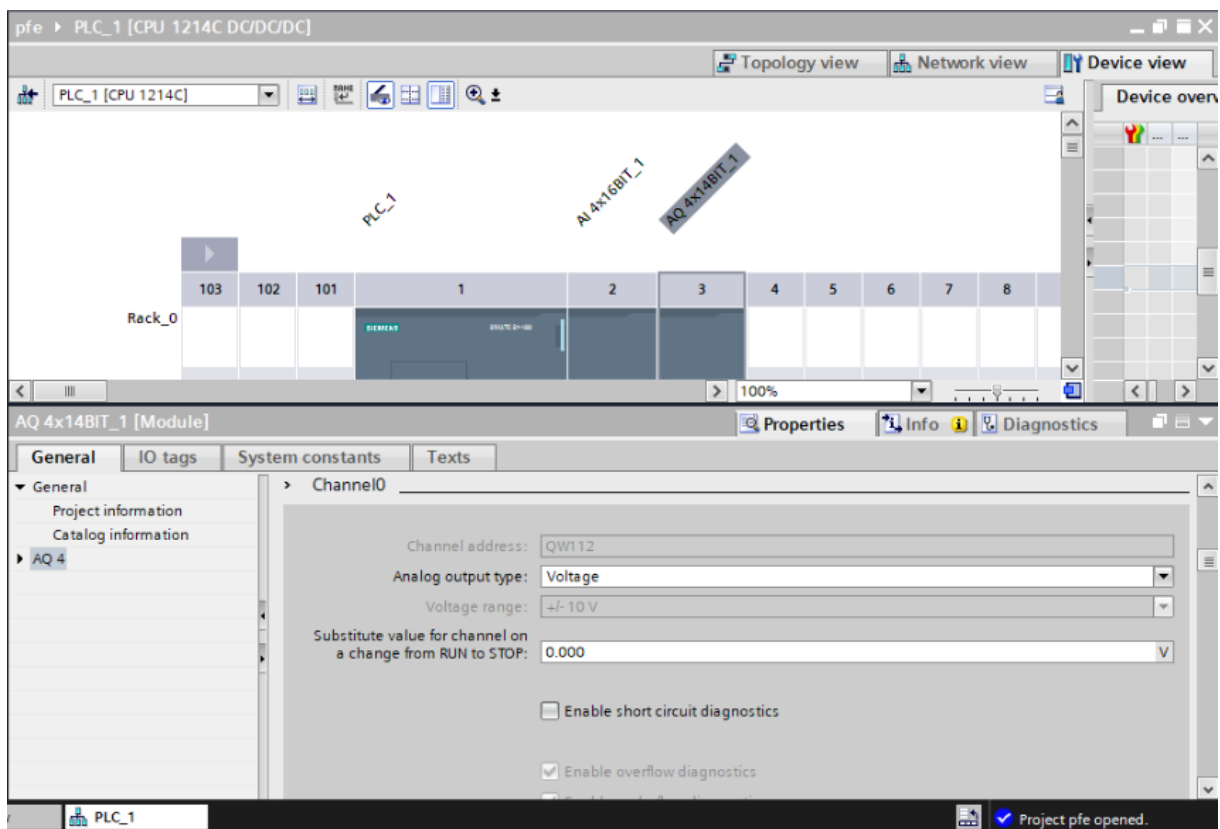 pfe ▸ PLC_1 [CPU 1214C DC/DC/DC]
Topology view
Network view
Device view
PLC_1 [CPU 1214C]
Device overv
... ...
PLC_1
AI 4x16BIT_1
AQ 4x14BIT_1
103 102 101 1 2 3 4 5 6 7 8
Rack_0
SIEMENS
100%
AQ 4x14BIT_1 [Module]
Properties
Info
Diagnostics
General
IO tags
System constants
Texts
General
Project information
Catalog information
AQ 4
Channel0
Channel address: QW112
Analog output type: Voltage
Voltage range: +/- 10 V
Substitute value for channel on
a change from RUN to STOP: 0.000 V
Enable short circuit diagnostics
Enable overflow diagnostics
PLC_1
Project pfe opened.